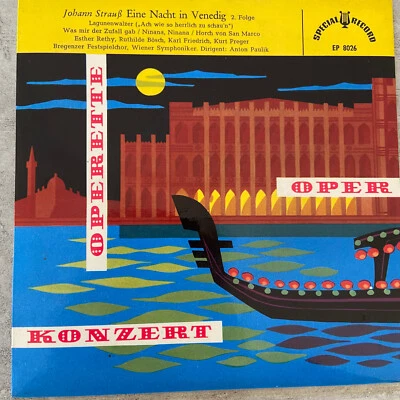 Johann Strauß Eine Nacht in Venedig 2. Folge
Lagunenwalzer („Ach wie so herrlich zu schau'n“)
Was mir der Zufall gab / Ninana, Ninana / Horch von San Marco
Esther Rethy, Rothilde Bösch, Karl Friedrich, Kurt Preger
Bregenzer Festspielchor, Wiener Symphoniker. Dirigent: Anton Paulik
SPECIAL RECORD
EP 8026
OPERETTE
OPER
KONZERT